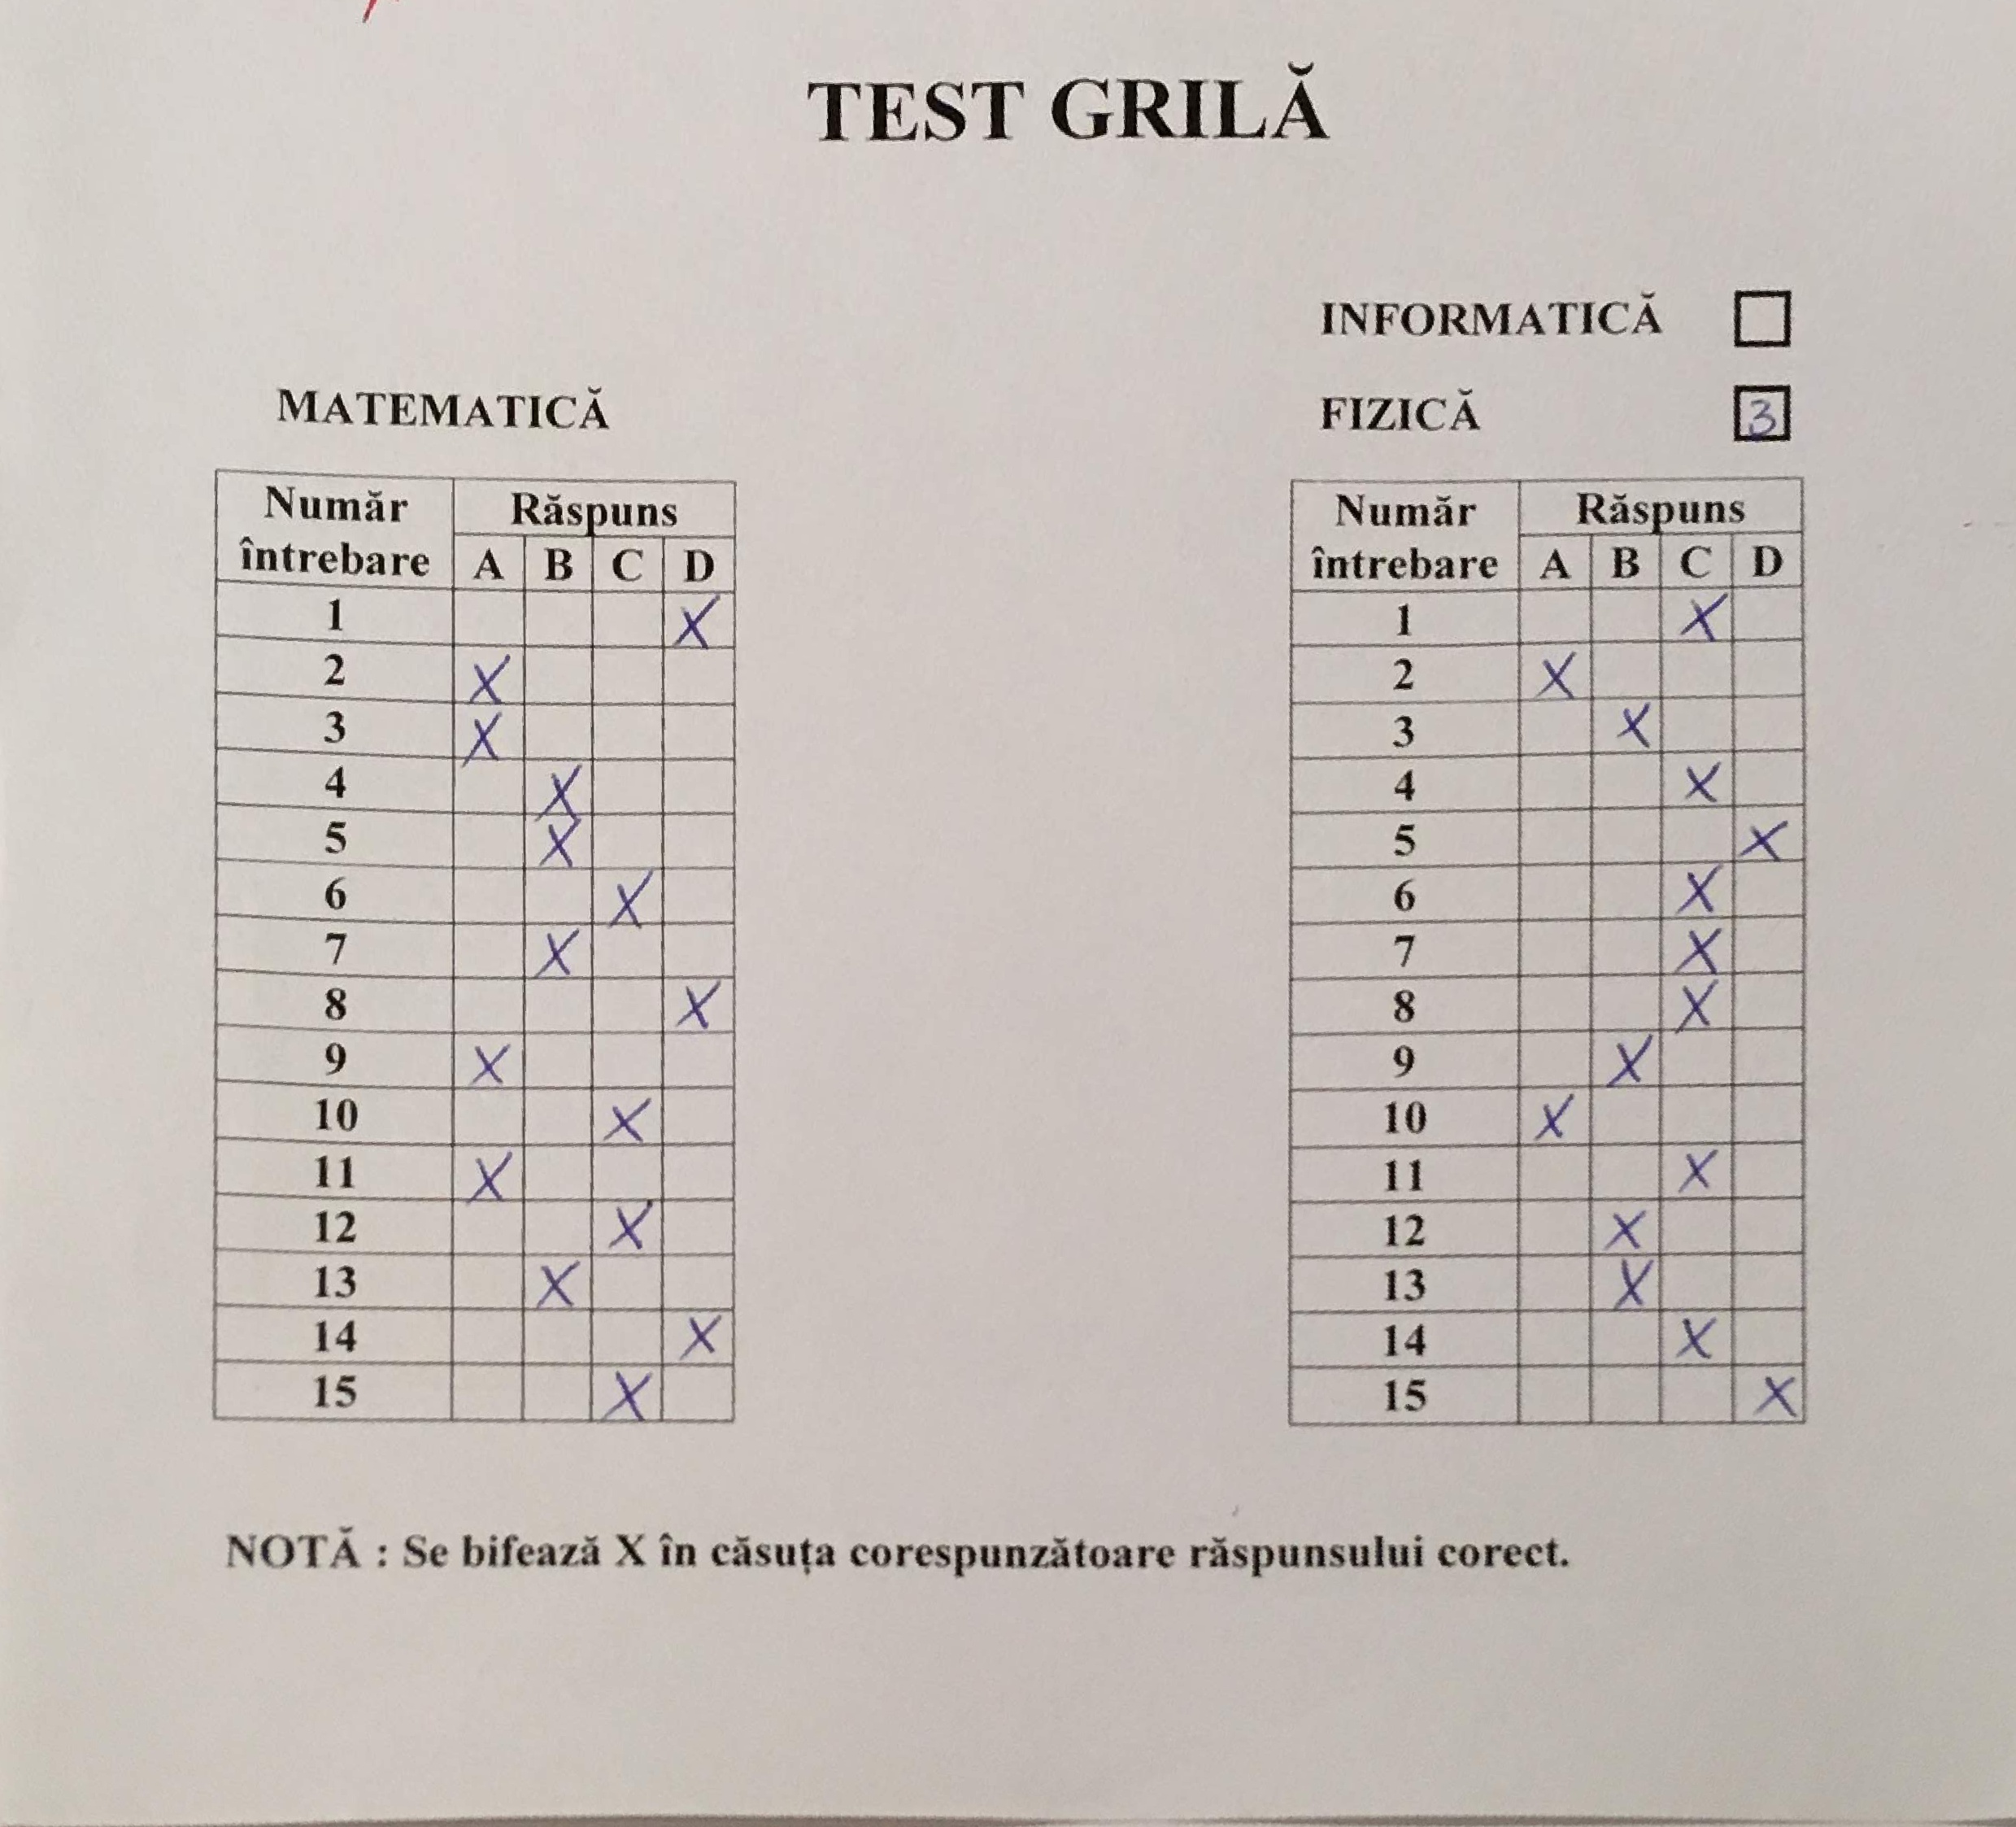 TEST GRILĂ
INFORMATICĂ
MATEMATICĂ
FIZICĂ 3
Număr întrebare Răspuns
A B C D
1 X
2 X
3 X
4 X
5 X
6 X
7 X
8 X
9 X
10 X
11 X
12 X
13 X
14 X
15 X
Număr întrebare Răspuns
A B C D
1 X
2 X
3 X
4 X
5 X
6 X
7 X
8 X
9 X
10 X
11 X
12 X
13 X
14 X
15 X
NOTĂ : Se bifează X în căsuța corespunzătoare răspunsului corect.